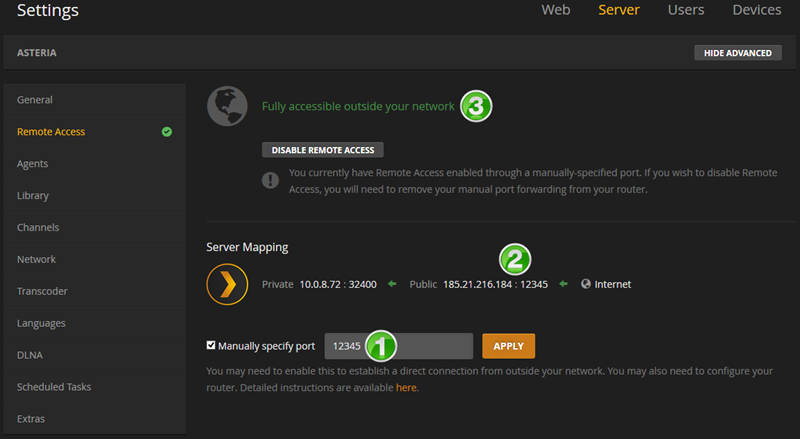 Settings
Web Server Users Devices
ASTERIA
HIDE ADVANCED
General
Remote Access
Agents
Library
Channels
Network
Transcoder
Languages
DLNA
Scheduled Tasks
Extras
Fully accessible outside your network 3
DISABLE REMOTE ACCESS
You currently have Remote Access enabled through a manually-specified port. If you wish to disable Remote
Access, you will need to remove your manual port forwarding from your router.
Server Mapping
2
Private 10.0.8.72 : 32400 Public 185.21.216.184 : 12345 Internet
Manually specify port 12345 1 APPLY
You may need to enable this to establish a direct connection from outside your network. You may also need to configure your
router. Detailed instructions are available here.